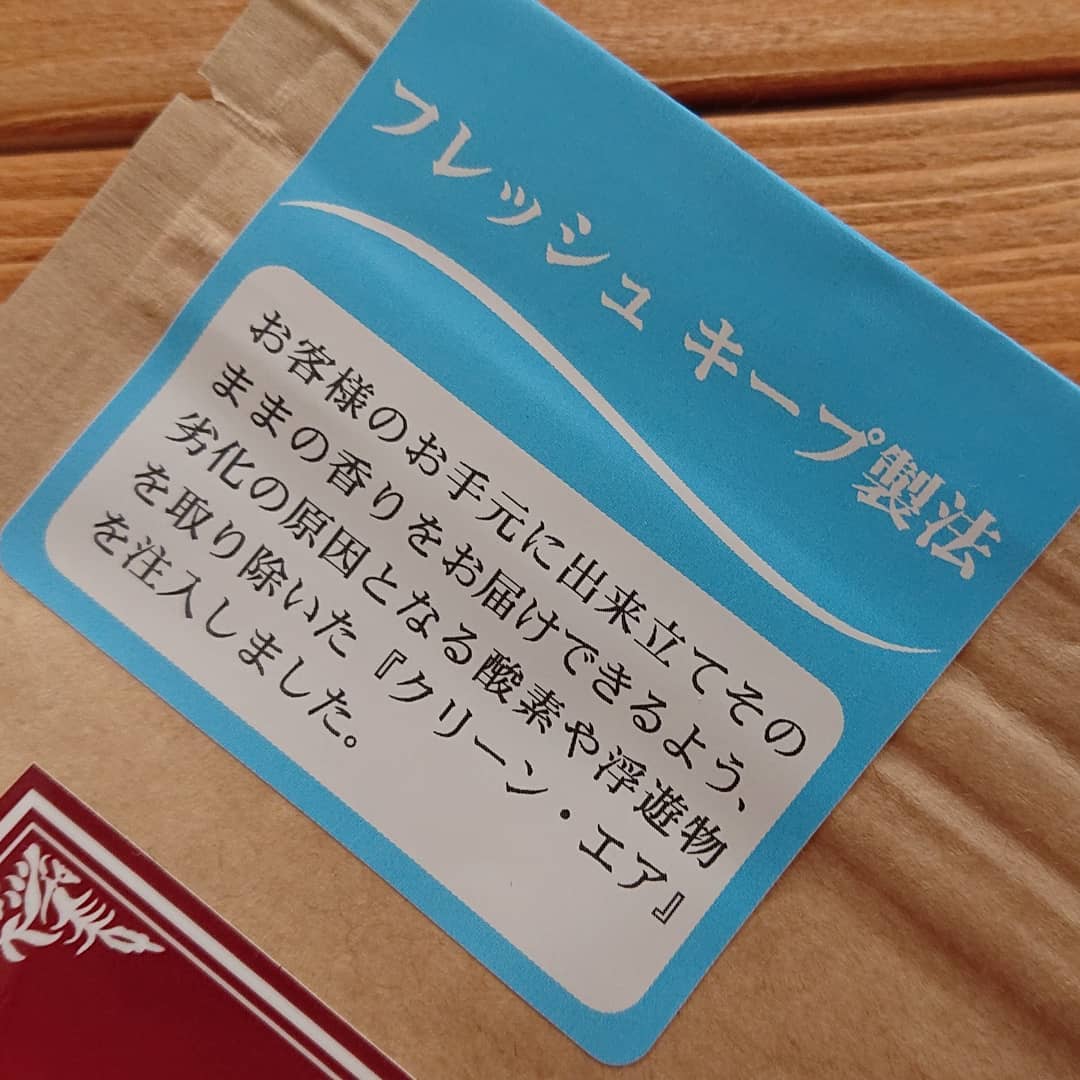 フレッシュ キープ製法
お客様のお手元に出来立てその
ままの香りをお届けできるよう、
劣化の原因となる酸素や浮遊物
を取り除いた『クリーン・エア』
を注入しました。